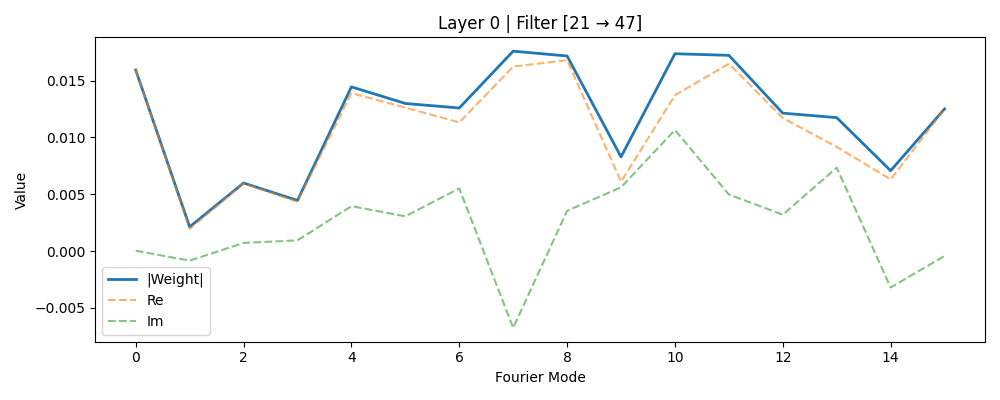 Layer 0 | Filter [21 → 47]
Value
0.015
0.010
0.005
0.000
−0.005
|Weight|
Re
Im
0 2 4 6 8 10 12 14
Fourier Mode